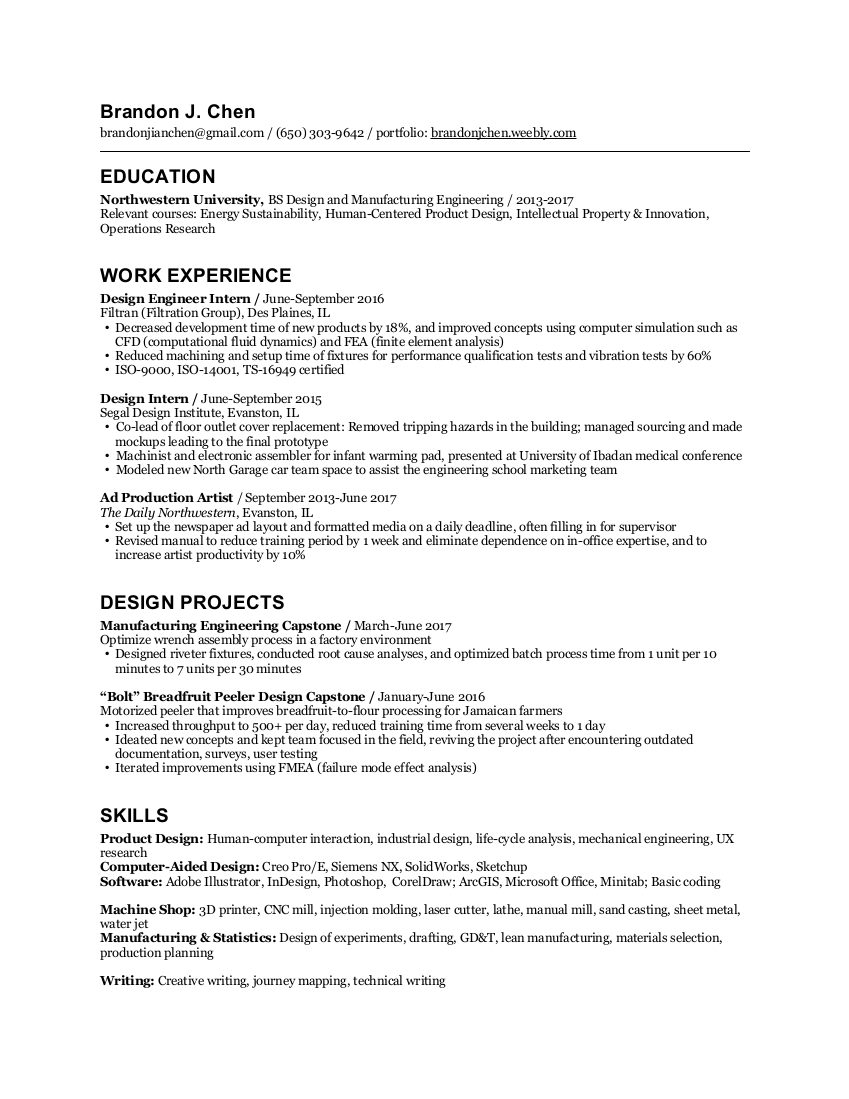 Brandon J. Chen
brandonjianchen@gmail.com / (650) 303-9642 / portfolio: brandonjchen.weebly.com
EDUCATION
Northwestern University, BS Design and Manufacturing Engineering / 2013-2017
Relevant courses: Energy Sustainability, Human-Centered Product Design, Intellectual Property & Innovation,
Operations Research
WORK EXPERIENCE
Design Engineer Intern / June-September 2016
Filtran (Filtration Group), Des Plaines, IL
• Decreased development time of new products by 18%, and improved concepts using computer simulation such as
CFD (computational fluid dynamics) and FEA (finite element analysis)
• Reduced machining and setup time of fixtures for performance qualification tests and vibration tests by 60%
• ISO-9000, ISO-14001, TS-16949 certified
Design Intern / June-September 2015
Segal Design Institute, Evanston, IL
• Co-lead of floor outlet cover replacement: Removed tripping hazards in the building; managed sourcing and made
mockups leading to the final prototype
• Machinist and electronic assembler for infant warming pad, presented at University of Ibadan medical conference
• Modeled new North Garage car team space to assist the engineering school marketing team
Ad Production Artist / September 2013-June 2017
The Daily Northwestern, Evanston, IL
• Set up the newspaper ad layout and formatted media on a daily deadline, often filling in for supervisor
• Revised manual to reduce training period by 1 week and eliminate dependence on in-office expertise, and to
increase artist productivity by 10%
DESIGN PROJECTS
Manufacturing Engineering Capstone / March-June 2017
Optimize wrench assembly process in a factory environment
• Designed riveter fixtures, conducted root cause analyses, and optimized batch process time from 1 unit per 10
minutes to 7 units per 30 minutes
“Bolt” Breadfruit Peeler Design Capstone / January-June 2016
Motorized peeler that improves breadfruit-to-flour processing for Jamaican farmers
• Increased throughput to 500+ per day, reduced training time from several weeks to 1 day
• Ideated new concepts and kept team focused in the field, reviving the project after encountering outdated
documentation, surveys, user testing
• Iterated improvements using FMEA (failure mode effect analysis)
SKILLS
Product Design: Human-computer interaction, industrial design, life-cycle analysis, mechanical engineering, UX
research
Computer-Aided Design: Creo Pro/E, Siemens NX, SolidWorks, Sketchup
Software: Adobe Illustrator, InDesign, Photoshop, CorelDraw; ArcGIS, Microsoft Office, Minitab; Basic coding
Machine Shop: 3D printer, CNC mill, injection molding, laser cutter, lathe, manual mill, sand casting, sheet metal,
water jet
Manufacturing & Statistics: Design of experiments, drafting, GD&T, lean manufacturing, materials selection,
production planning
Writing: Creative writing, journey mapping, technical writing